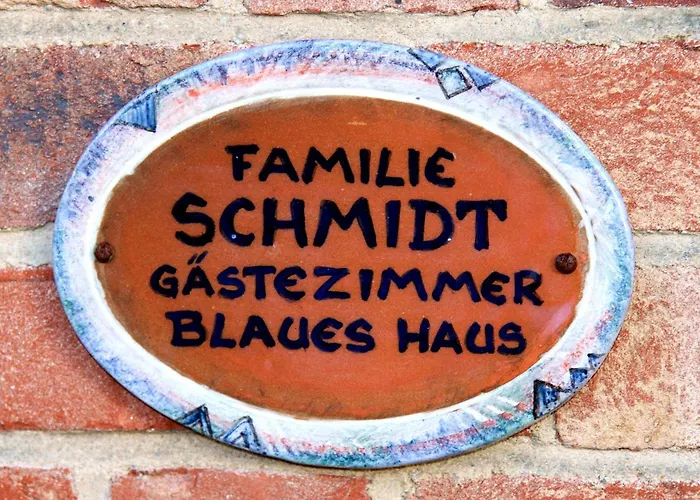 FAMILIE
SCHMIDT
GÄSTEZIMMER
BLAUES HAUS